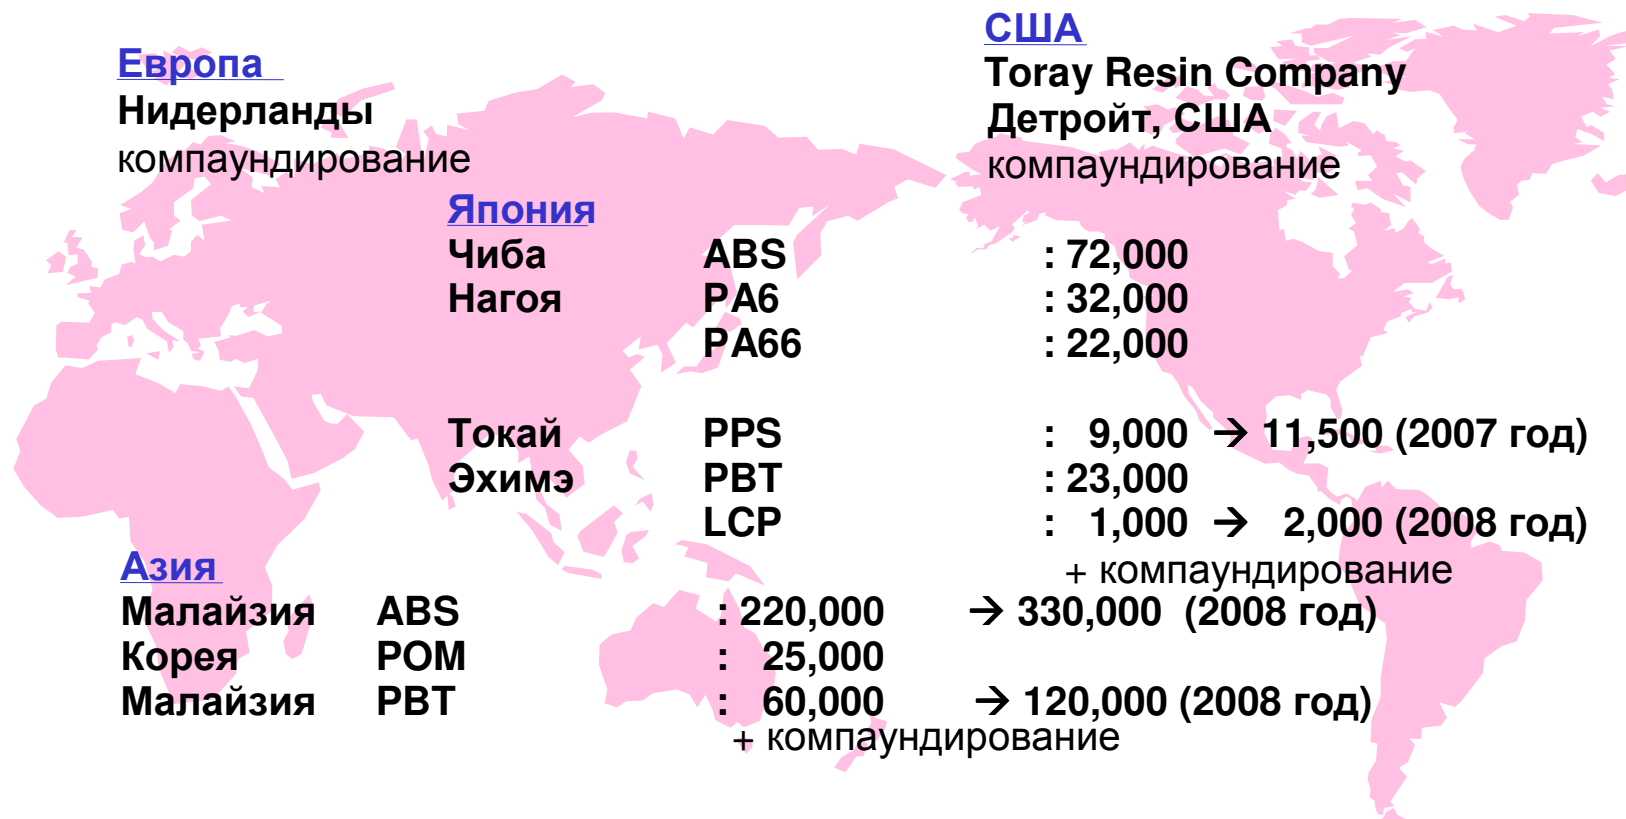 Европа
Нидерланды
компаундирование
США
Toray Resin Company
Детройт, США
компаундирование
Япония
Чиба ABS : 72,000
Нагоя PA6 : 32,000
PA66 : 22,000
Токай PPS : 9,000 → 11,500 (2007 год)
Эхимэ PBT : 23,000
LCP : 1,000 → 2,000 (2008 год)
+ компаундирование
Азия
Малайзия ABS : 220,000 → 330,000 (2008 год)
Корея POM : 25,000
Малайзия PBT : 60,000 → 120,000 (2008 год)
+ компаундирование